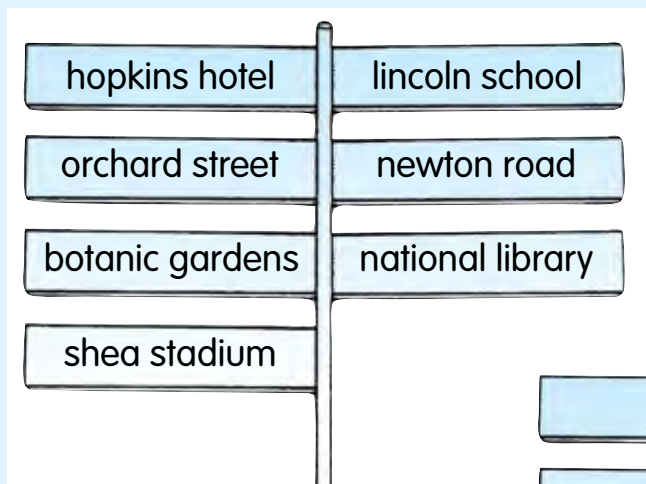 hopkins hotel
lincoln school
orchard street
newton road
botanic gardens
national library
shea stadium